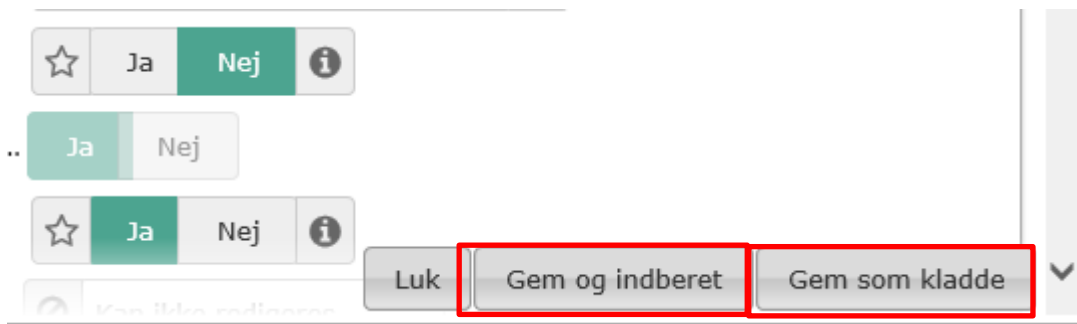 Ja Nej
.. Ja Nej
Ja Nej
Luk Gem og indberet Gem som kladde
Kan ikke redigeres